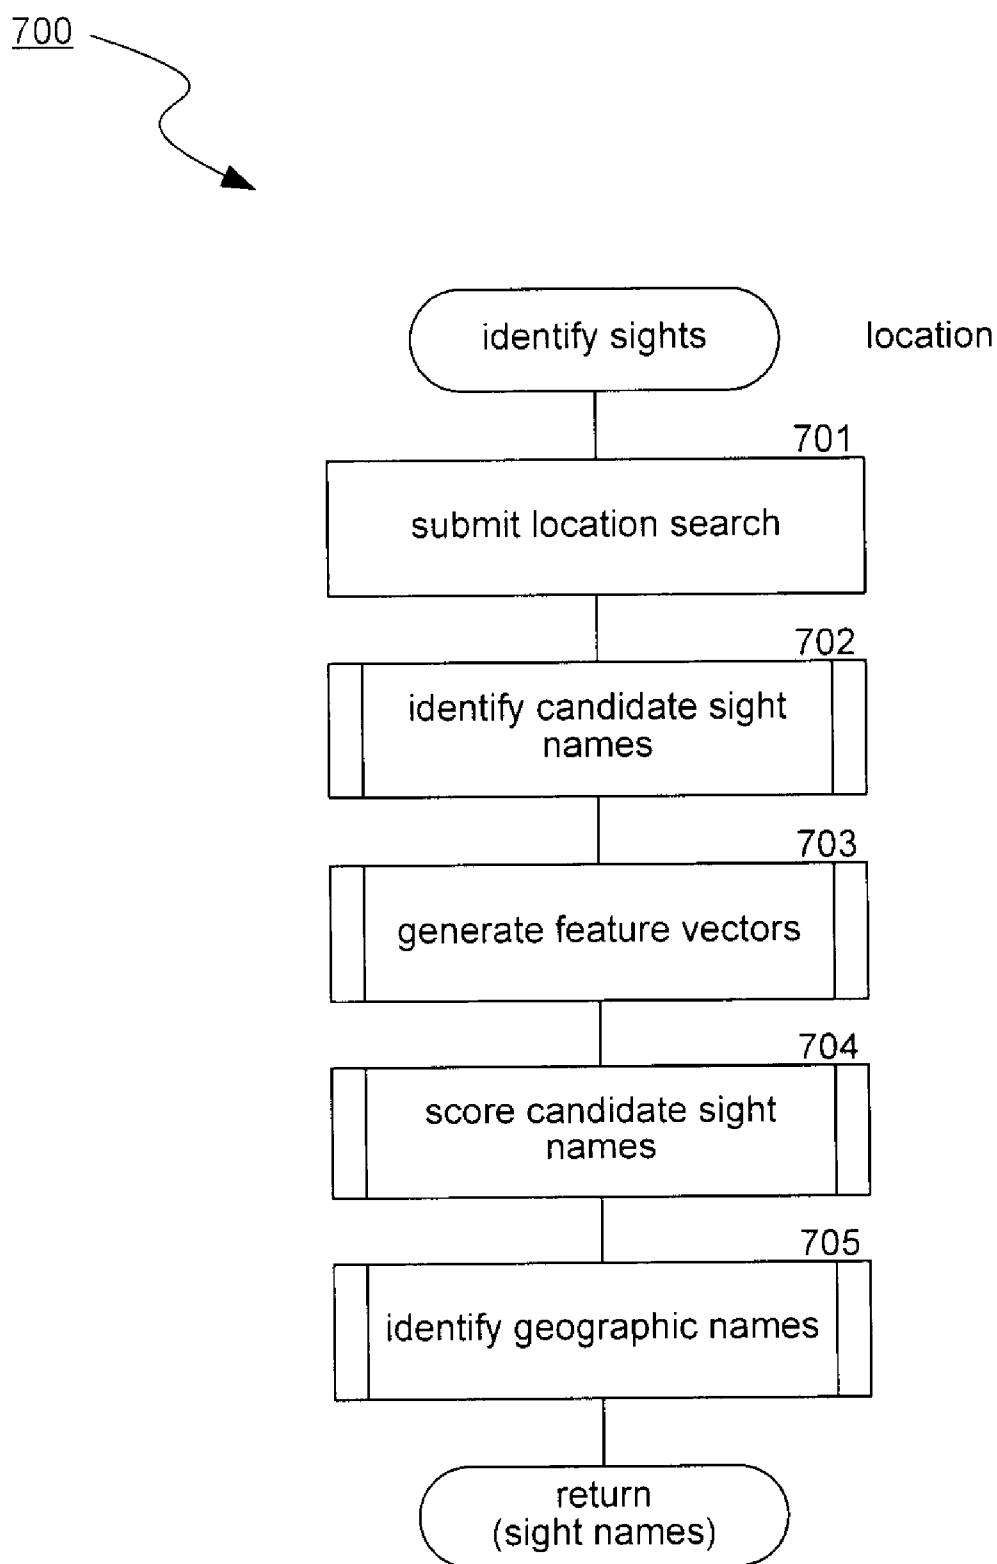 700
identify sights
location
701
submit location search
702
identify candidate sight
names
703
generate feature vectors
704
score candidate sight
names
705
identify geographic names
return
(sight names)